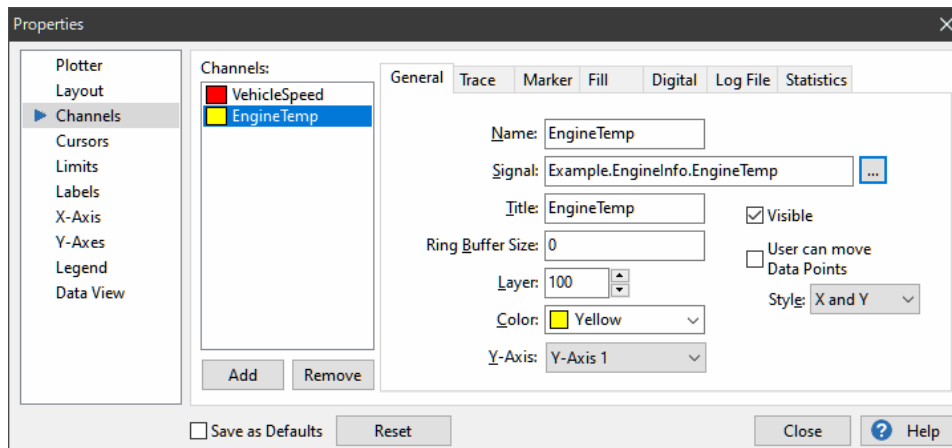 Properties
Plotter
Layout
Channels
Cursors
Limits
Labels
X-Axis
Y-Axes
Legend
Data View
Channels:
VehicleSpeed
EngineTemp
Add
Remove
General Trace Marker Fill Digital Log File Statistics
Name: EngineTemp
Signal: Example.EngineInfo.EngineTemp ...
Title: EngineTemp
Visible
Ring Buffer Size: 0
User can move
Data Points
Layer: 100
Style: X and Y
Color: Yellow
Y-Axis: Y-Axis 1
Save as Defaults
Reset
Close
? Help